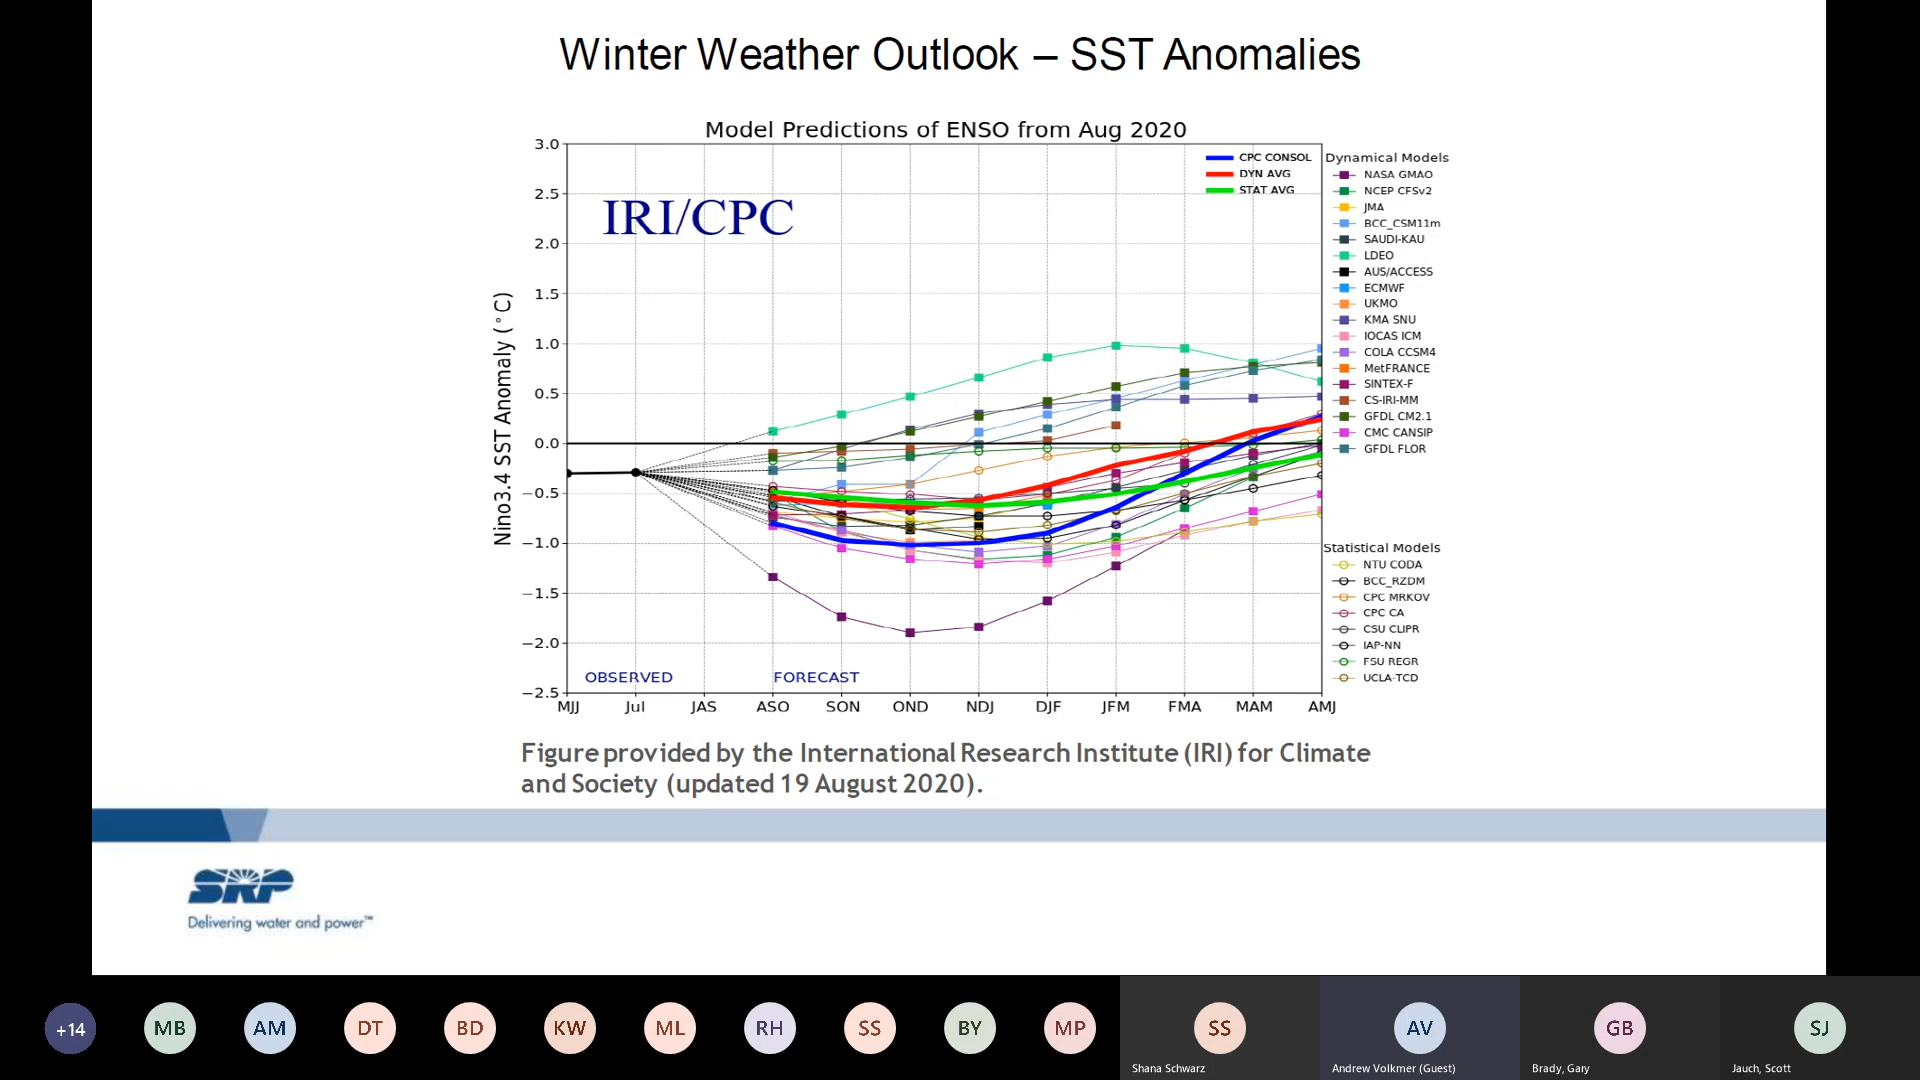 Winter Weather Outlook – SST Anomalies
Model Predictions of ENSO from Aug 2020
IRI/CPC
CPC CONSOL
DYN AVG
STAT AVG
Nino3.4 SST Anomaly (°C)
3.0
2.5
2.0
1.5
1.0
0.5
0.0
−0.5
−1.0
−1.5
−2.0
−2.5
OBSERVED
FORECAST
MJJ Jul JAS ASO SON OND NDJ DJF JFM FMA MAM AMJ
Dynamical Models
NASA GMAO
NCEP CFSv2
JMA
BCC_CSM11m
SAUDI-KAU
LDEO
AUS/ACCESS
ECMWF
UKMO
KMA SNU
IOCAS ICM
COLA CCSM4
MetFRANCE
SINTEX-F
CS-IRI-MM
GFDL CM2.1
CMC CANSIP
GFDL FLOR
Statistical Models
NTU CODA
BCC_RZDM
CPC MRKOV
CPC CA
CSU CLIPR
IAP-NN
FSU REGR
UCLA-TCD
Figure provided by the International Research Institute (IRI) for Climate
and Society (updated 19 August 2020).
SRP
Delivering water and power™
+14 MB AM DT BD KW ML RH SS BY MP SS AV GB SJ
Shana Schwarz Andrew Volkmer (Guest) Brady, Gary Jauch, Scott